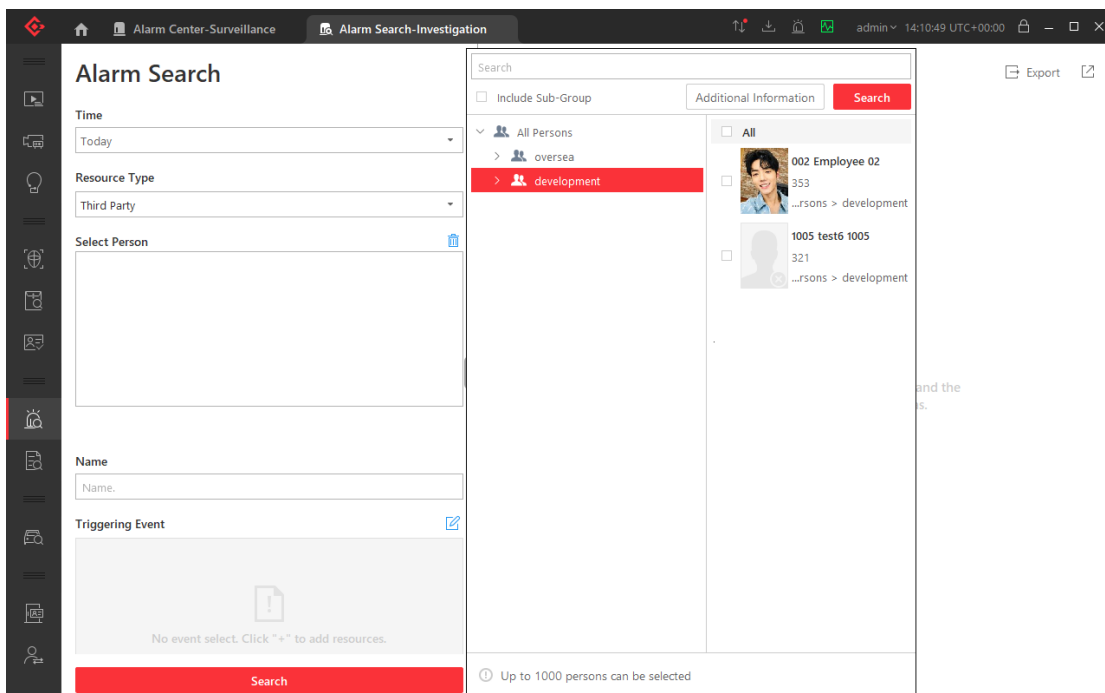 Alarm Center-Surveillance
Alarm Search-Investigation
admin
14:10:49 UTC+00:00
Alarm Search
Time
Today
Resource Type
Third Party
Select Person
Name
Name.
Triggering Event
No event select. Click "+" to add resources.
Search
Search
Include Sub-Group
Additional Information
Search
All Persons
oversea
development
All
002 Employee 02
353
...rsons > development
1005 test6 1005
321
...rsons > development
Up to 1000 persons can be selected
Export
and the